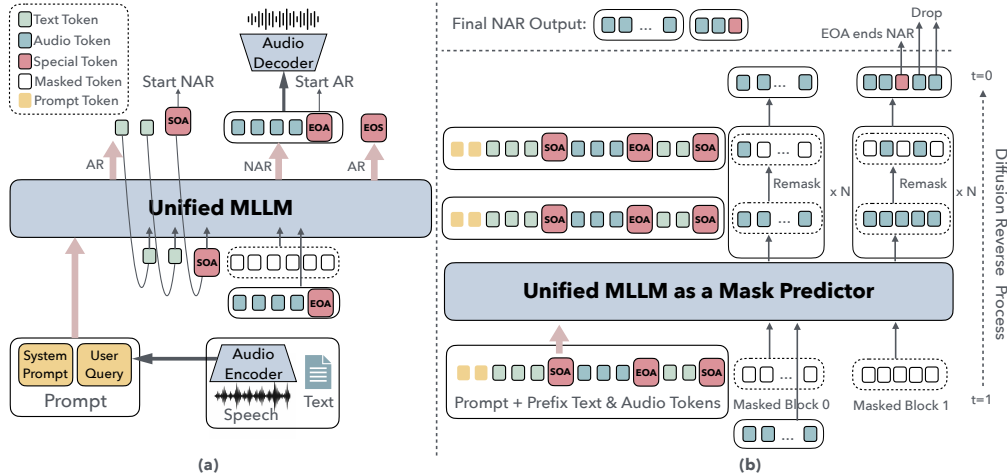 Text Token
Audio Token
Special Token
Masked Token
Prompt Token
Start NAR
SOA
Audio
Decoder
Start AR
EOA
EOS
AR
NAR
AR
Unified MLLM
SOA
EOA
System
Prompt
User
Query
Prompt
Audio
Encoder
Speech
Text
(a)
Final NAR Output:
...
Drop
EOA ends NAR
t=0
...
SOA
EOA
SOA
...
Remask
x N
Remask
x N
SOA
EOA
SOA
...
Unified MLLM as a Mask Predictor
SOA
EOA
SOA
Prompt + Prefix Text & Audio Tokens
...
Masked Block 0
Masked Block 1
...
t=1
Diffusion Reverse Process
(b)